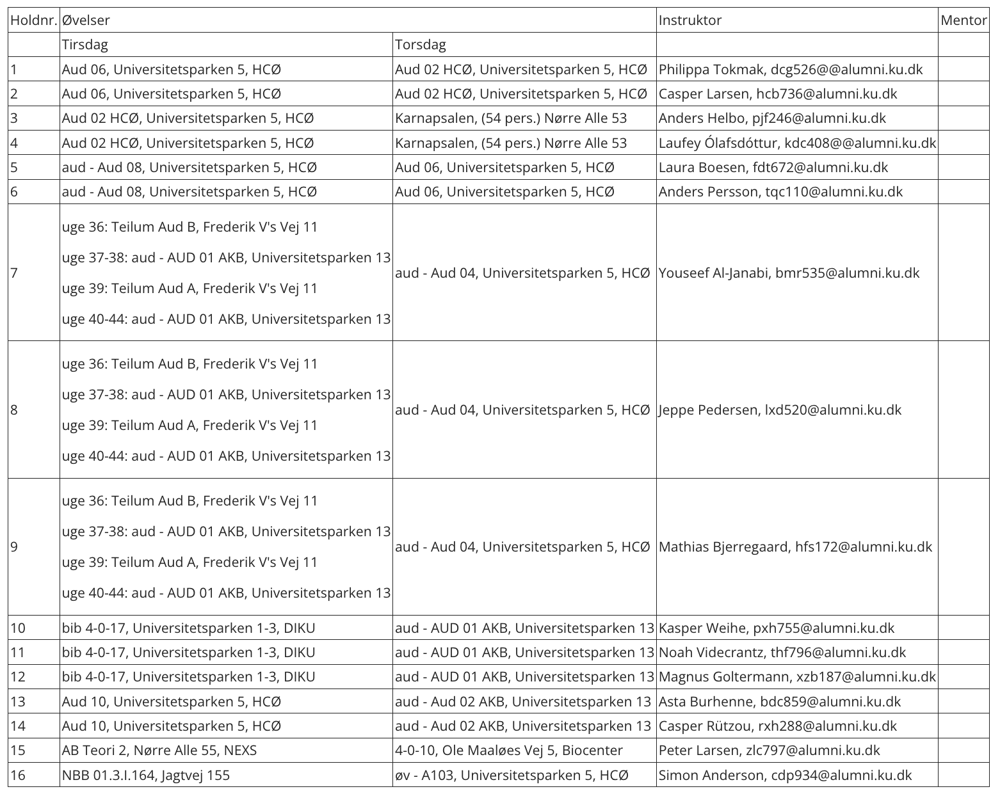 Holdnr. Øvelser Instruktor Mentor
Tirsdag Torsdag
1 Aud 06, Universitetsparken 5, HCØ Aud 02 HCØ, Universitetsparken 5, HCØ Philippa Tokmak, dcg526@@alumni.ku.dk
2 Aud 06, Universitetsparken 5, HCØ Aud 02 HCØ, Universitetsparken 5, HCØ Casper Larsen, hcb736@alumni.ku.dk
3 Aud 02 HCØ, Universitetsparken 5, HCØ Karnapsalen, (54 pers.) Nørre Alle 53 Anders Helbo, pjf246@alumni.ku.dk
4 Aud 02 HCØ, Universitetsparken 5, HCØ Karnapsalen, (54 pers.) Nørre Alle 53 Laufey Ólafsdóttur, kdc408@@alumni.ku.dk
5 aud - Aud 08, Universitetsparken 5, HCØ Aud 06, Universitetsparken 5, HCØ Laura Boesen, fdt672@alumni.ku.dk
6 aud - Aud 08, Universitetsparken 5, HCØ Aud 06, Universitetsparken 5, HCØ Anders Persson, tqc110@alumni.ku.dk
uge 36: Teilum Aud B, Frederik V's Vej 11
uge 37-38: aud - AUD 01 AKB, Universitetsparken 13
7 aud - Aud 04, Universitetsparken 5, HCØ Youseef Al-Janabi, bmr535@alumni.ku.dk
uge 39: Teilum Aud A, Frederik V's Vej 11
uge 40-44: aud - AUD 01 AKB, Universitetsparken 13
uge 36: Teilum Aud B, Frederik V's Vej 11
uge 37-38: aud - AUD 01 AKB, Universitetsparken 13
8 aud - Aud 04, Universitetsparken 5, HCØ Jeppe Pedersen, lxd520@alumni.ku.dk
uge 39: Teilum Aud A, Frederik V's Vej 11
uge 40-44: aud - AUD 01 AKB, Universitetsparken 13
uge 36: Teilum Aud B, Frederik V's Vej 11
uge 37-38: aud - AUD 01 AKB, Universitetsparken 13
9 aud - Aud 04, Universitetsparken 5, HCØ Mathias Bjerregaard, hfs172@alumni.ku.dk
uge 39: Teilum Aud A, Frederik V's Vej 11
uge 40-44: aud - AUD 01 AKB, Universitetsparken 13
10 bib 4-0-17, Universitetsparken 1-3, DIKU aud - AUD 01 AKB, Universitetsparken 13 Kasper Weihe, pxh755@alumni.ku.dk
11 bib 4-0-17, Universitetsparken 1-3, DIKU aud - AUD 01 AKB, Universitetsparken 13 Noah Videcrantz, thf796@alumni.ku.dk
12 bib 4-0-17, Universitetsparken 1-3, DIKU aud - AUD 01 AKB, Universitetsparken 13 Magnus Goltermann, xzb187@alumni.ku.dk
13 Aud 10, Universitetsparken 5, HCØ aud - Aud 02 AKB, Universitetsparken 13 Asta Burhenne, bdc859@alumni.ku.dk
14 Aud 10, Universitetsparken 5, HCØ aud - Aud 02 AKB, Universitetsparken 13 Casper Rützou, rxh288@alumni.ku.dk
15 AB Teori 2, Nørre Alle 55, NEXS 4-0-10, Ole Maaløes Vej 5, Biocenter Peter Larsen, zlc797@alumni.ku.dk
16 NBB 01.3.I.164, Jagtvej 155 øv - A103, Universitetsparken 5, HCØ Simon Anderson, cdp934@alumni.ku.dk